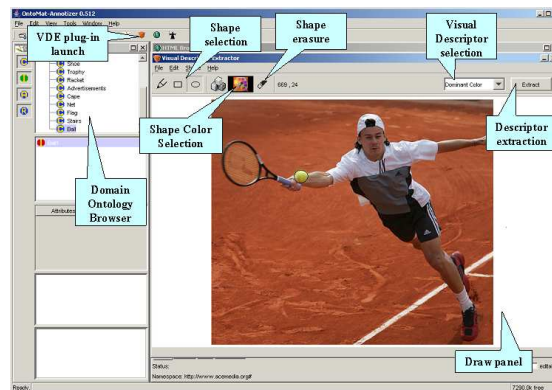 OntoMat-Annotizer 0.512
File Edit View Tools Window Help
VDE plug-in
launch
Shape
selection
Shape
erasure
Visual
Descriptor
selection
HTML Brow
Visual Descriptor Extractor
File Edit Shape Help
669 , 24
Dominant Color
Extract
Shoe
Trophy
Racket
Advertisements
Cape
Net
Flag
Stairs
Ball
Shape Color
Selection
Descriptor
extraction
Domain
Ontology
Browser
Attributes
Draw panel
Status:
Namespace: http://www.acemedia.org#
Ready
7290.0k free